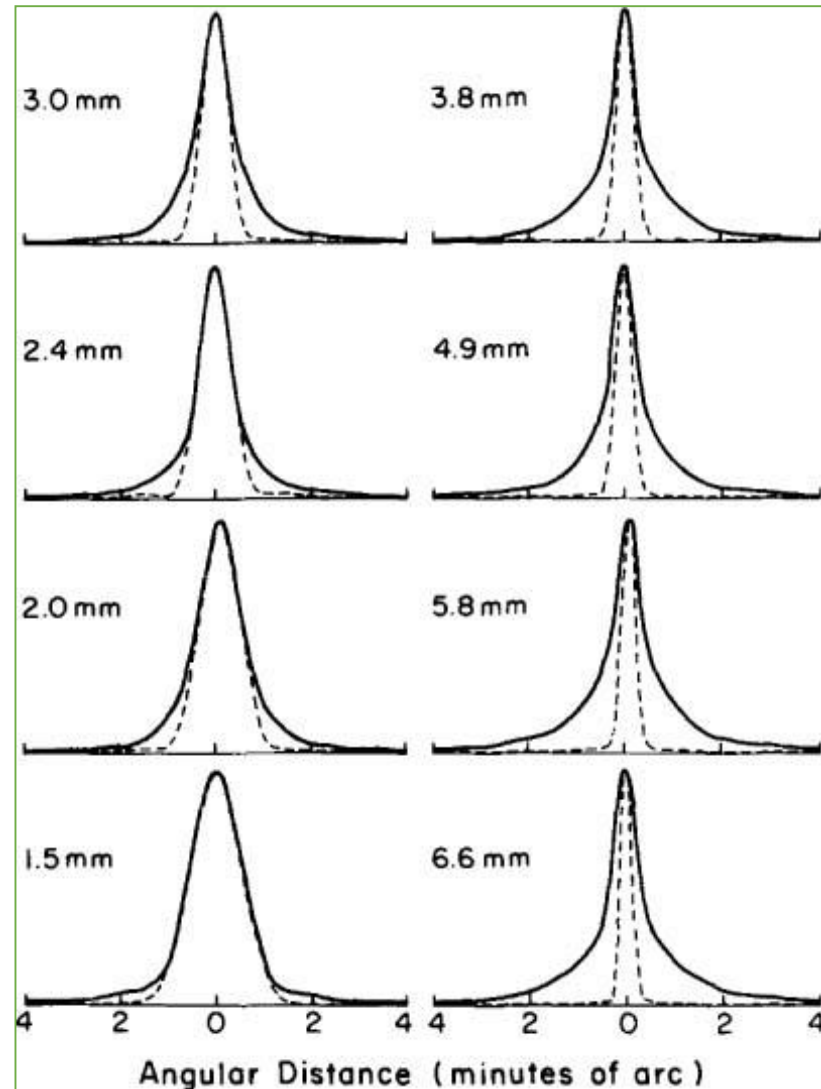 3.0 mm
3.8 mm
2.4 mm
4.9 mm
2.0 mm
5.8 mm
1.5 mm
6.6 mm
4 2 0 2 4 2 0 2 4
Angular Distance (minutes of arc)